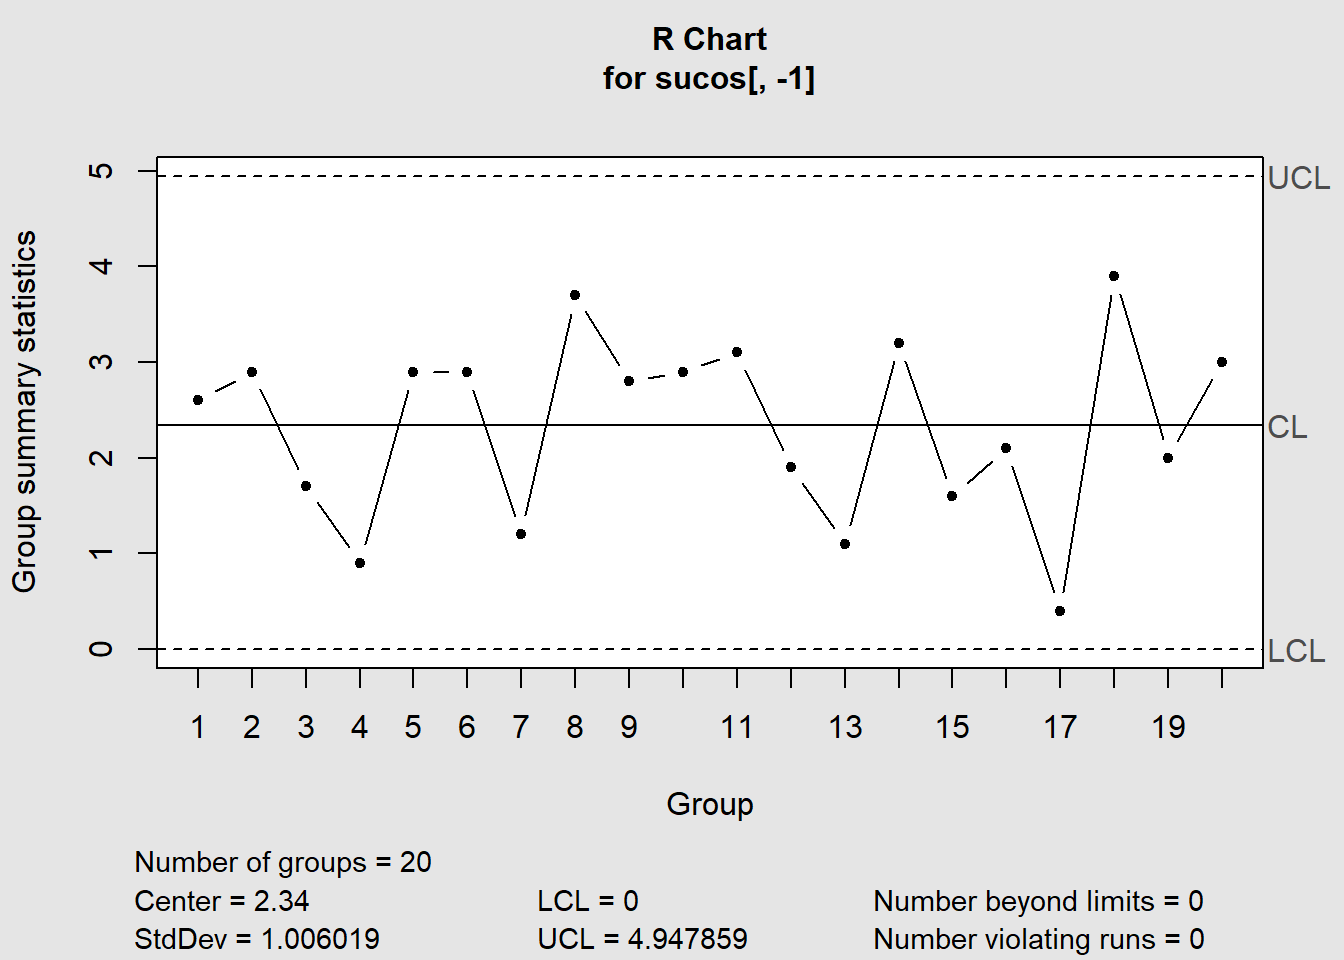 R Chart
for sucos[, -1]
Group summary statistics
5
4
3
2
1
0
UCL
CL
LCL
1 2 3 4 5 6 7 8 9 11 13 15 17 19
Group
Number of groups = 20
Center = 2.34 LCL = 0 Number beyond limits = 0
StdDev = 1.006019 UCL = 4.947859 Number violating runs = 0